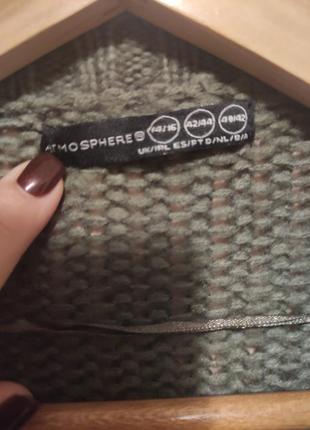 ATMOSPHERE® 14/16 42/44 40/42
UK/IRL ES/PT D/NL/B/A